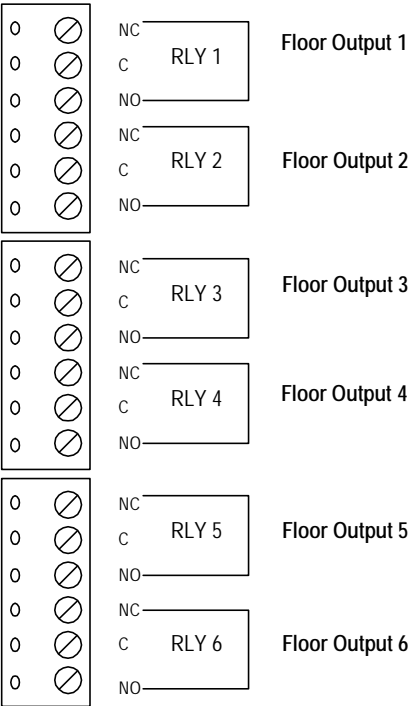 NC
RLY 1
Floor Output 1
C
NO
NC
RLY 2
Floor Output 2
C
NO
NC
RLY 3
Floor Output 3
C
NO
NC
RLY 4
Floor Output 4
C
NO
NC
RLY 5
Floor Output 5
C
NO
NC
RLY 6
Floor Output 6
C
NO